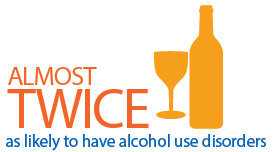 ALMOST
TWICE
as likely to have alcohol use disorders